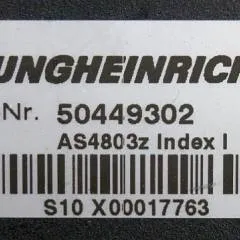 UNGHEINRICH
-Nr. 50449302
AS4803z Index I
S10 X00017763